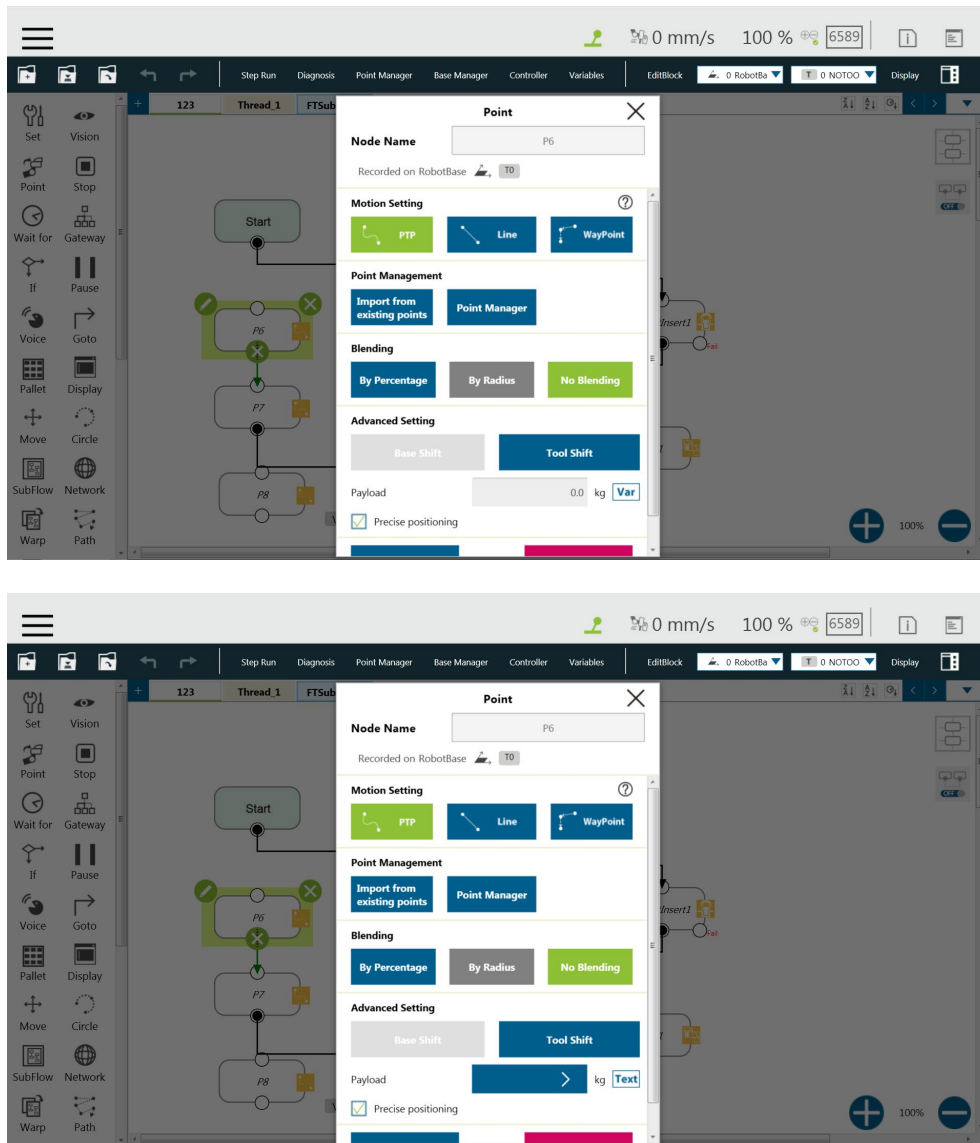 0 mm/s 100 % 6589
Step Run Diagnosis Point Manager Base Manager Controller Variables EditBlock 0 RobotBa T 0 NOTOO Display
Set Vision
Point Stop
Wait for Gateway
If Pause
Voice Goto
Pallet Display
Move Circle
SubFlow Network
Warp Path
+ 123 Thread_1 FTSub
Start
P6
P7
P8
Point
Node Name P6
Recorded on RobotBase T0
Motion Setting
PTP Line WayPoint
Point Management
Import from
existing points
Point Manager
Blending
By Percentage By Radius No Blending
Advanced Setting
Base Shift Tool Shift
Payload 0.0 kg Var
Precise positioning
OFF
Insert1
Fail
100%
0 mm/s 100 % 6589
Step Run Diagnosis Point Manager Base Manager Controller Variables EditBlock 0 RobotBa T 0 NOTOO Display
Set Vision
Point Stop
Wait for Gateway
If Pause
Voice Goto
Pallet Display
Move Circle
SubFlow Network
Warp Path
+ 123 Thread_1 FTSub
Start
P6
P7
P8
Point
Node Name P6
Recorded on RobotBase T0
Motion Setting
PTP Line WayPoint
Point Management
Import from
existing points
Point Manager
Blending
By Percentage By Radius No Blending
Advanced Setting
Base Shift Tool Shift
Payload kg Text
Precise positioning
OFF
Insert1
Fail
100%